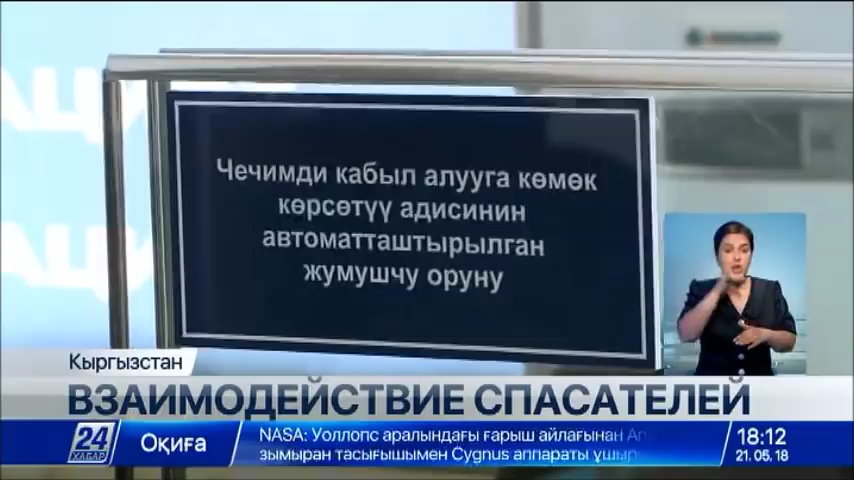 АЦИ
Чечимди кабыл алууга көмөк
көрсөтүү адисинин
автоматташтырылган
жумушчу оруну
Кыргызстан
ВЗАИМОДЕЙСТВИЕ СПАСАТЕЛЕЙ
24
ХАБАР
Оқиға
NASA: Уоллопс аралындағы ғарыш айлағынан
зымыран тасығышымен Cygnus аппараты
18:12
21.05.18